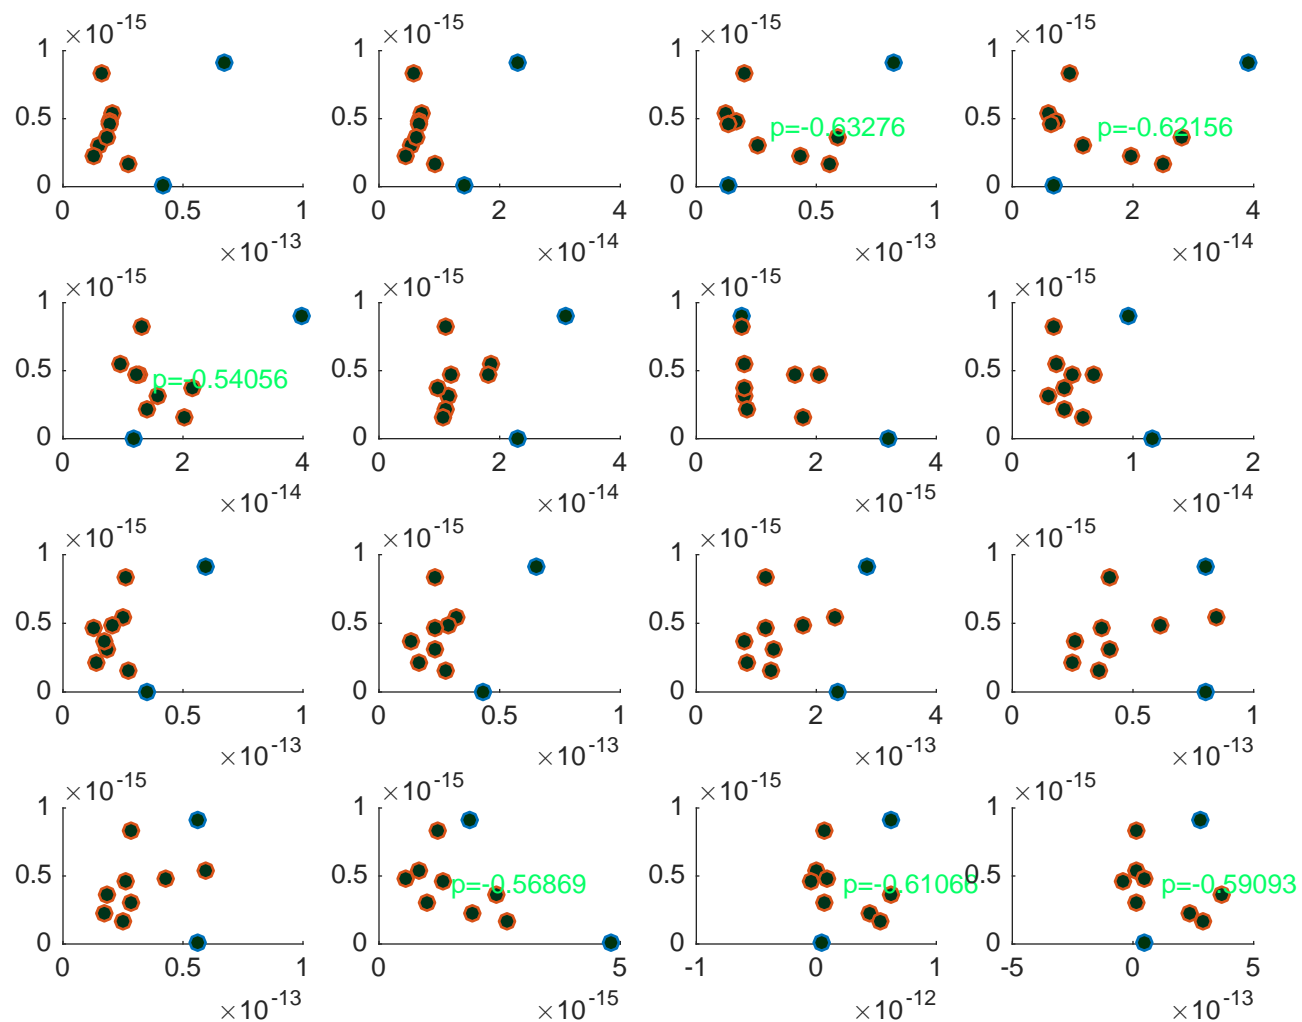 ×10⁻¹⁵ ×10⁻¹⁵ ×10⁻¹⁵ ×10⁻¹⁵
1 1 1 1
p=-0.63276 p=-0.62156
0.5 0.5 0.5 0.5
0 0 0 0
0 0.5 1 0 2 4 0 0.5 1 0 2 4
×10⁻¹³ ×10⁻¹⁴ ×10⁻¹³ ×10⁻¹⁴
×10⁻¹⁵ ×10⁻¹⁵ ×10⁻¹⁵ ×10⁻¹⁵
1 1 1 1
0.5 p=-0.54056 0.5 0.5 0.5
0 0 0 0
0 2 4 0 2 4 0 2 4 0 1 2
×10⁻¹⁴ ×10⁻¹⁴ ×10⁻¹⁵ ×10⁻¹⁴
×10⁻¹⁵ ×10⁻¹⁵ ×10⁻¹⁵ ×10⁻¹⁵
1 1 1 1
0.5 0.5 0.5 0.5
0 0 0 0
0 0.5 1 0 0.5 1 0 2 4 0 0.5 1
×10⁻¹³ ×10⁻¹³ ×10⁻¹³ ×10⁻¹³
×10⁻¹⁵ ×10⁻¹⁵ ×10⁻¹⁵ ×10⁻¹⁵
1 1 1 1
0.5 0.5 p=-0.56869 0.5 p=-0.61066 0.5 p=-0.59093
0 0 0 0
0 0.5 1 0 5 -1 0 1 -5 0 5
×10⁻¹³ ×10⁻¹⁵ ×10⁻¹² ×10⁻¹³